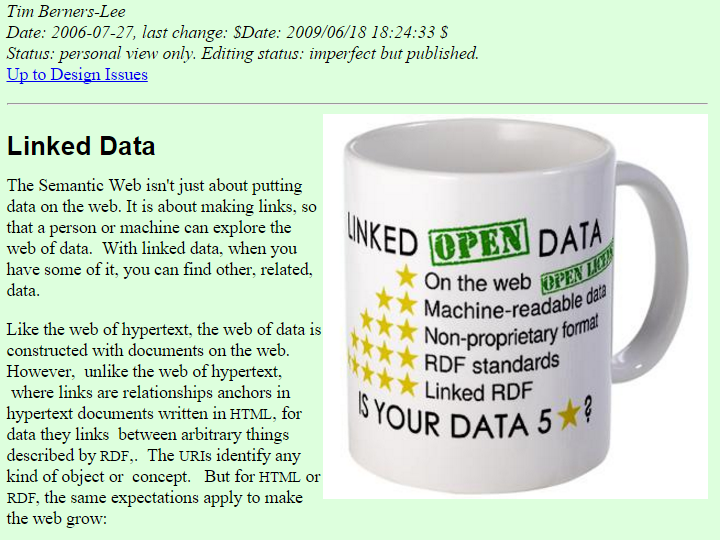 Tim Berners-Lee
Date: 2006-07-27, last change: $Date: 2009/06/18 18:24:33 $
Status: personal view only. Editing status: imperfect but published.
Up to Design Issues
Linked Data
The Semantic Web isn't just about putting
data on the web. It is about making links, so
that a person or machine can explore the
web of data.  With linked data, when you
have some of it, you can find other, related,
data.
Like the web of hypertext, the web of data is
constructed with documents on the web.
However,  unlike the web of hypertext,
where links are relationships anchors in
hypertext documents written in HTML, for
data they links  between arbitrary things
described by RDF,.  The URIs identify any
kind of object or  concept.   But for HTML or
RDF, the same expectations apply to make
the web grow:
LINKED OPEN DATA
★ On the web OPEN LICENS
★★ Machine-readable data
★★★ Non-proprietary format
★★★★ RDF standards
★★★★★ Linked RDF
IS YOUR DATA 5 ★ ?